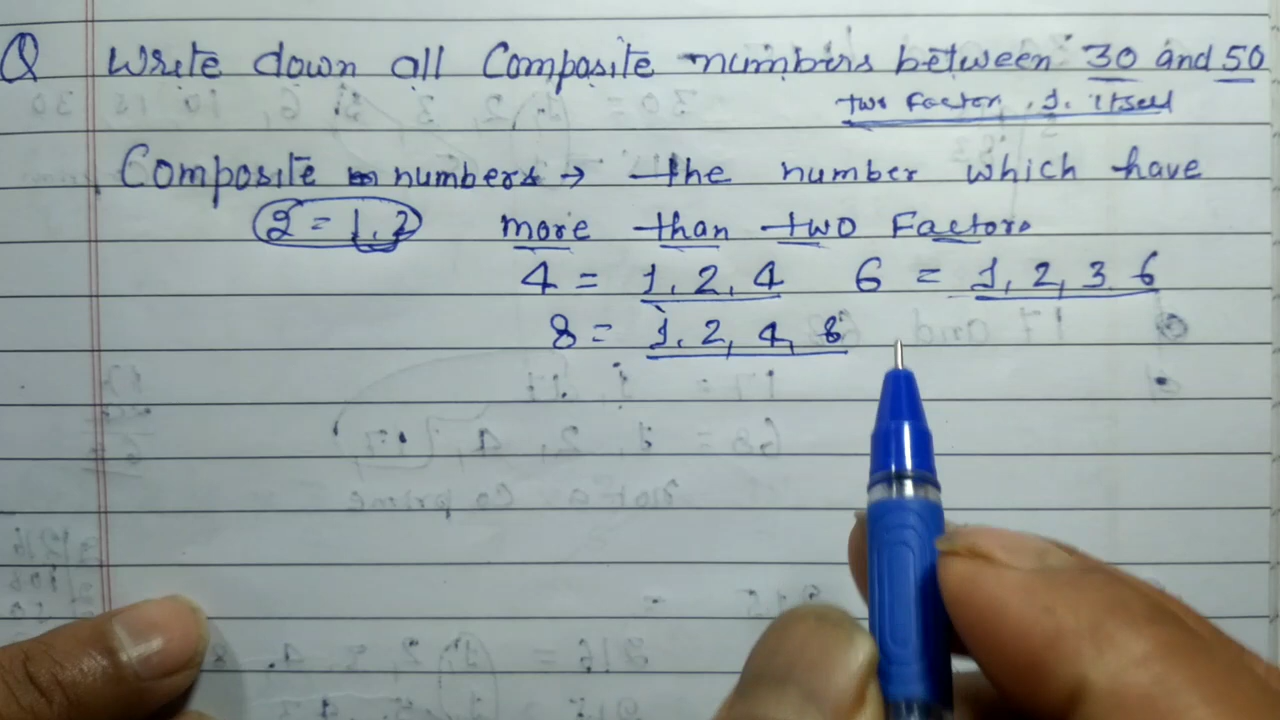 Q Write down all Composite numbers between 30 and 50
two factor, 1, itself
Composite numbers → the number which have
2 = 1, 2 more than two Factors
4 = 1, 2, 4 6 = 1, 2, 3 6
8 = 1, 2, 4, 8